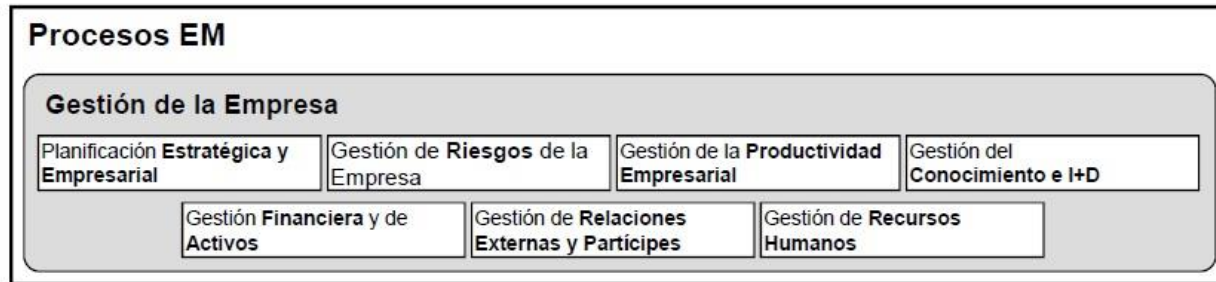 Procesos EM
Gestión de la Empresa
Planificación Estratégica y
Empresarial
Gestión de Riesgos de la
Empresa
Gestión de la Productividad
Empresarial
Gestión del
Conocimiento e I+D
Gestión Financiera y de
Activos
Gestión de Relaciones
Externas y Partícipes
Gestión de Recursos
Humanos